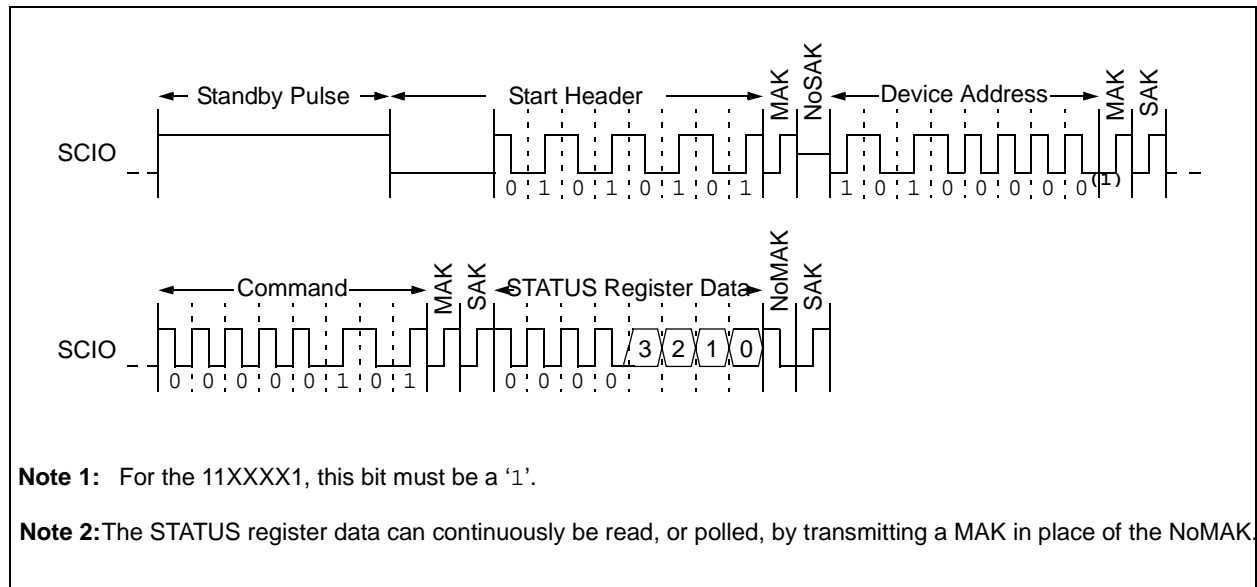 MAK NoSAK MAK SAK
Standby Pulse Start Header Device Address
SCIO
0 1 0 1 0 1 0 1 1 0 1 0 0 0 0 0(1)
MAK SAK NoMAK SAK
Command STATUS Register Data
SCIO 3 2 1 0
0 0 0 0 0 1 0 1 0 0 0 0
Note 1: For the 11XXXX1, this bit must be a ‘1’.
Note 2:The STATUS register data can continuously be read, or polled, by transmitting a MAK in place of the NoMAK.